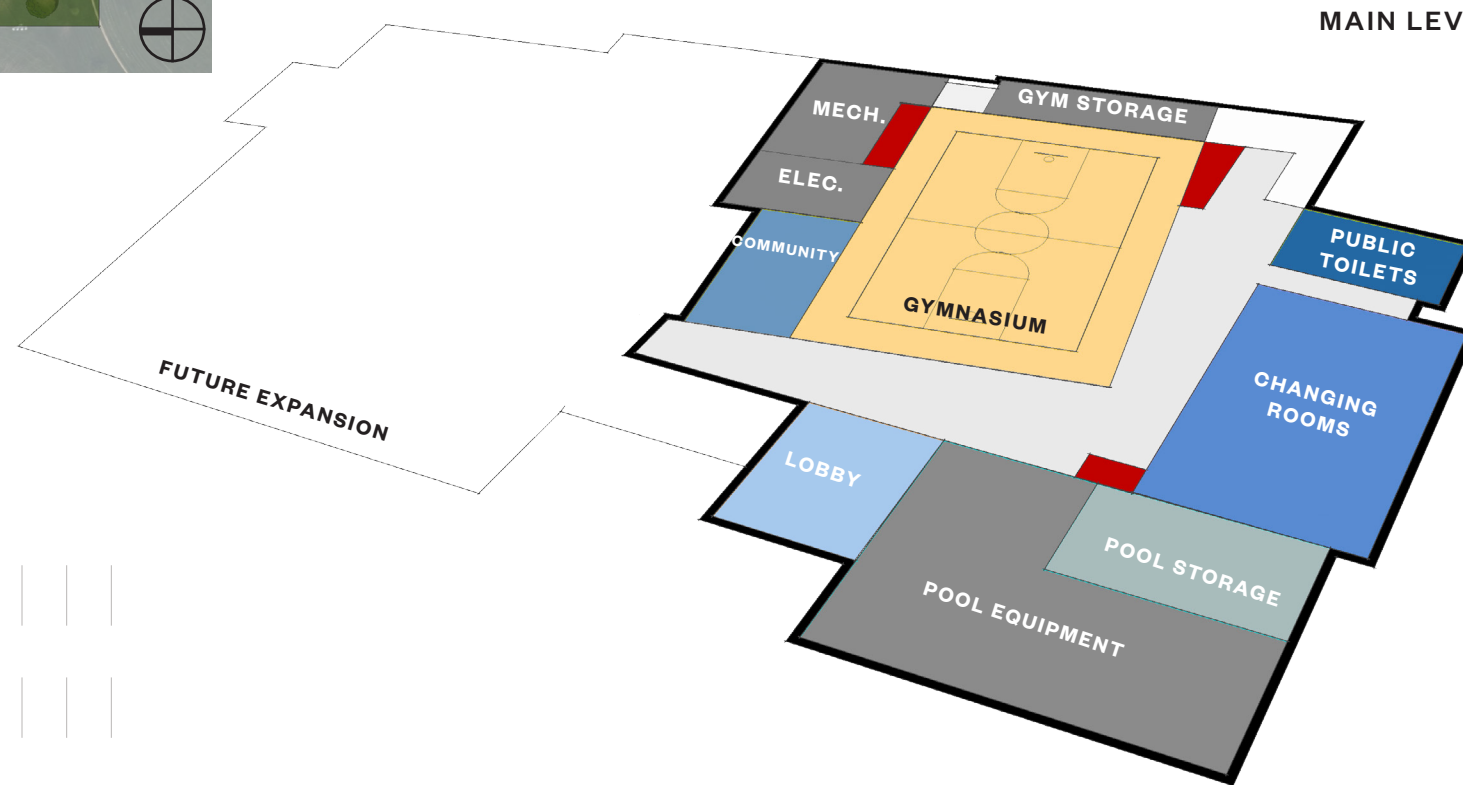 MAIN LEV
GYM STORAGE
MECH.
ELEC.
COMMUNITY
PUBLIC
TOILETS
GYMNASIUM
FUTURE EXPANSION
CHANGING
ROOMS
LOBBY
POOL STORAGE
POOL EQUIPMENT